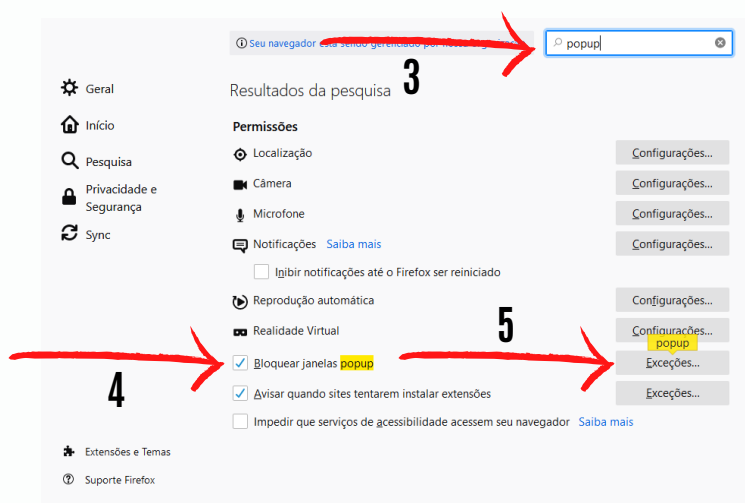 Seu navegador está sendo gerenciado por nossa organiza
popup
3
Geral
Resultados da pesquisa
Início
Permissões
Pesquisa
Localização
Configurações...
Privacidade e
Segurança
Câmera
Configurações...
Microfone
Configurações...
Sync
Notificações Saiba mais
Configurações...
Inibir notificações até o Firefox ser reiniciado
Reprodução automática
Configurações...
5
Realidade Virtual
Configurações...
popup
4
Bloquear janelas popup
Exceções...
Avisar quando sites tentarem instalar extensões
Exceções...
Impedir que serviços de acessibilidade acessem seu navegador Saiba mais
Extensões e Temas
Suporte Firefox